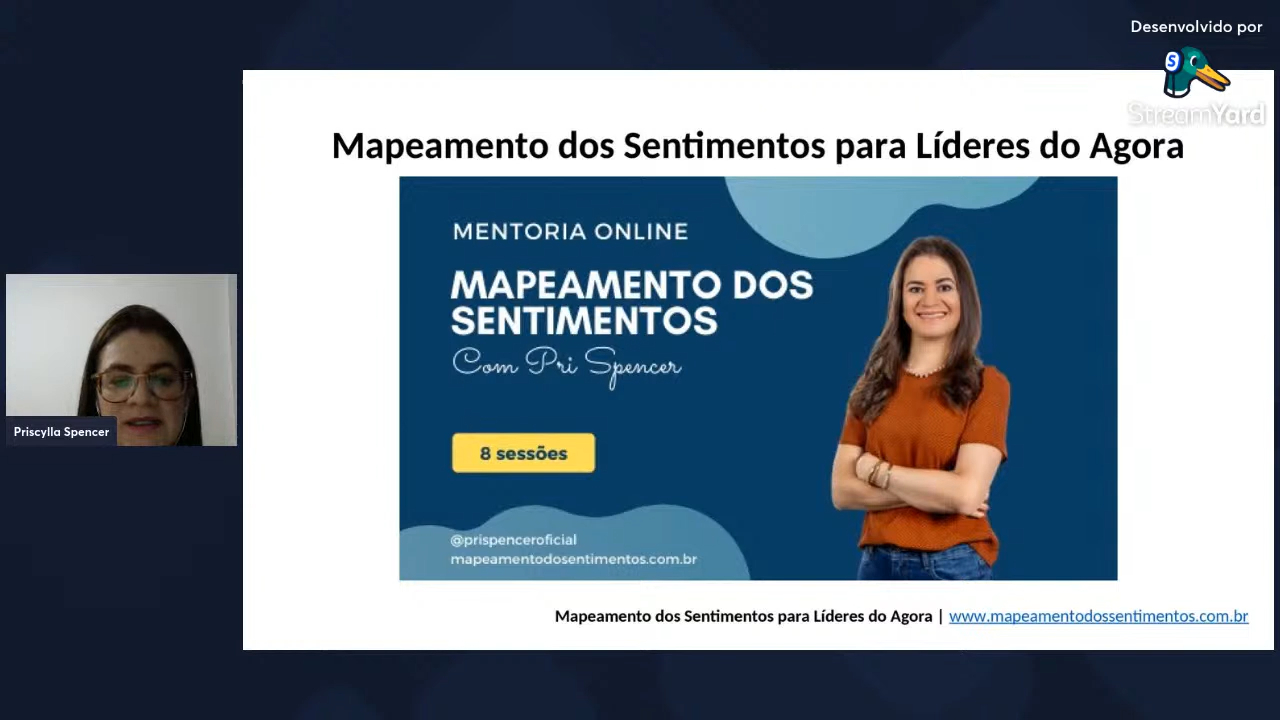 Desenvolvido por
S
StreamYard
Mapeamento dos Sentimentos para Líderes do Agora
MENTORIA ONLINE
MAPEAMENTO DOS
SENTIMENTOS
Com Pri Spencer
8 sessões
@prispenceroficial
mapeamentodosentimentos.com.br
Priscylla Spencer
Mapeamento dos Sentimentos para Líderes do Agora | www.mapeamentodossentimentos.com.br